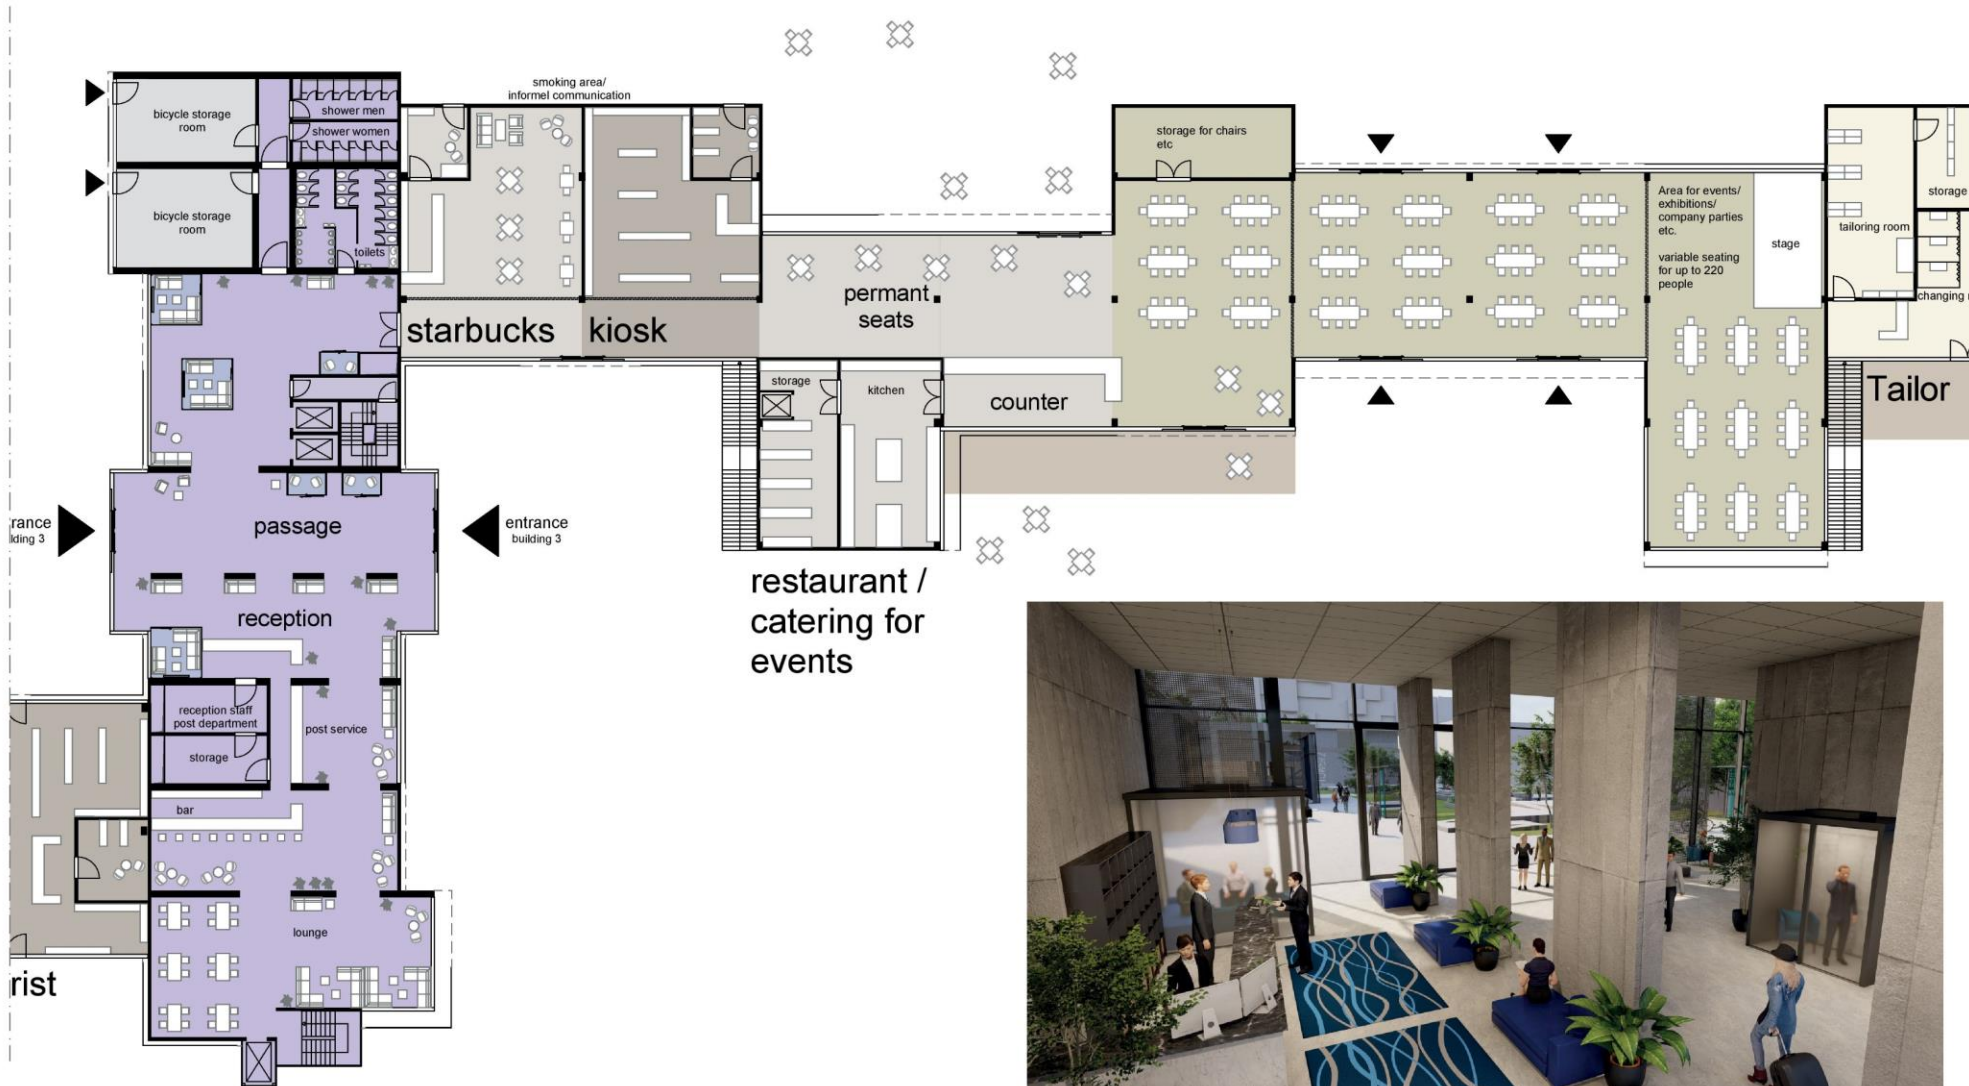 smoking area/
informel communication
bicycle storage
room
shower men
shower women
bicycle storage
room
toilets
starbucks
kiosk
permant
seats
storage for chairs
etc
Area for events/
exhibitions/
company parties
etc.
variable seating
for up to 220
people
stage
tailoring room
storage
changing r
Tailor
storage
kitchen
counter
rance
lding 3
passage
entrance
building 3
reception
restaurant /
catering for
events
reception staff
post department
post service
storage
bar
lounge
rist